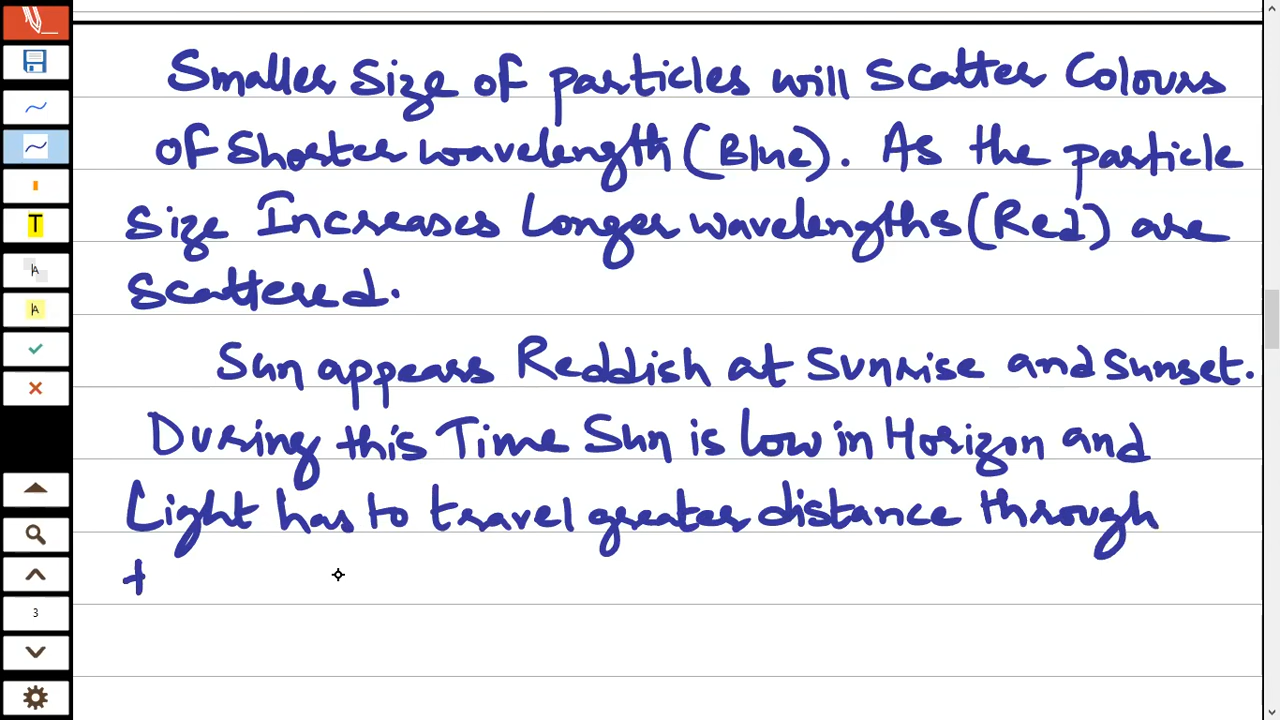 Smaller Size of particles will Scatter Colours
of Shorter wavelength (Blue). As the particle
Size Increases Longer wavelengths (Red) are
Scattered.
Sun appears Reddish at Sunrise and Sunset.
During this Time Sun is low in Horizon and
Light has to travel greater distance through
t
T
A
A
3